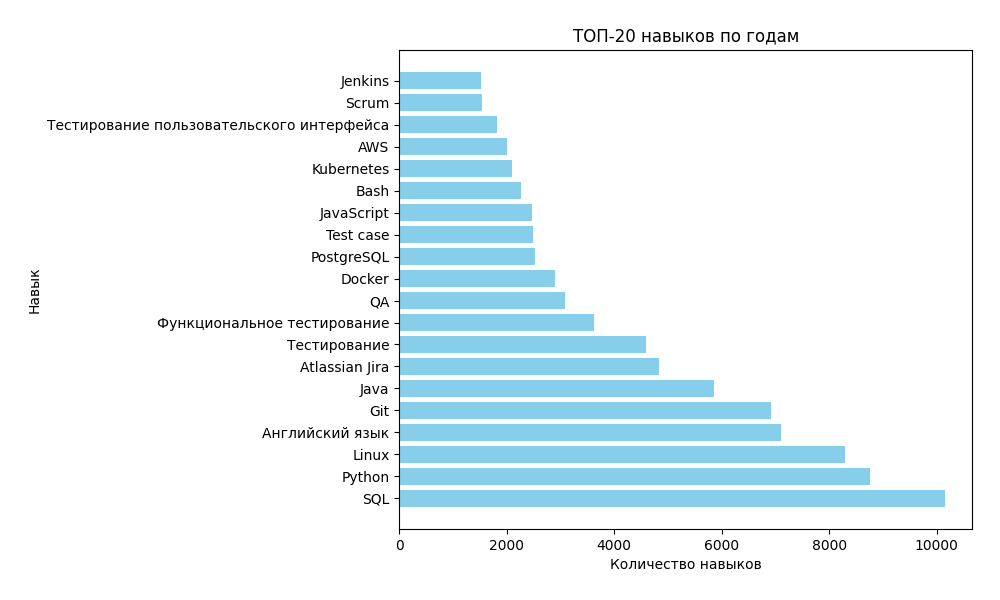 ТОП-20 навыков по годам
Jenkins
Scrum
Тестирование пользовательского интерфейса
AWS
Kubernetes
Bash
JavaScript
Test case
PostgreSQL
Docker
QA
Функциональное тестирование
Тестирование
Atlassian Jira
Java
Git
Английский язык
Linux
Python
SQL
Навык
0 2000 4000 6000 8000 10000
Количество навыков